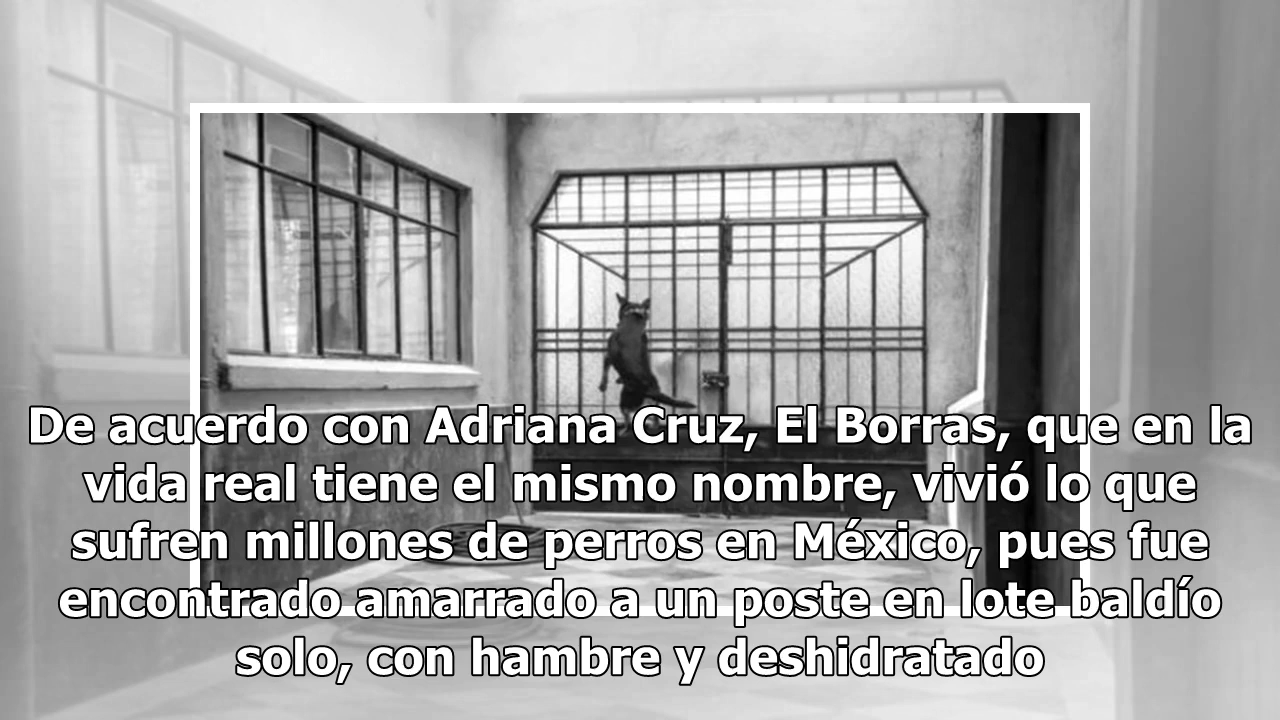 De acuerdo con Adriana Cruz, El Borras, que en la
vida real tiene el mismo nombre, vivió lo que
sufren millones de perros en México, pues fue
encontrado amarrado a un poste en lote baldío
solo, con hambre y deshidratado